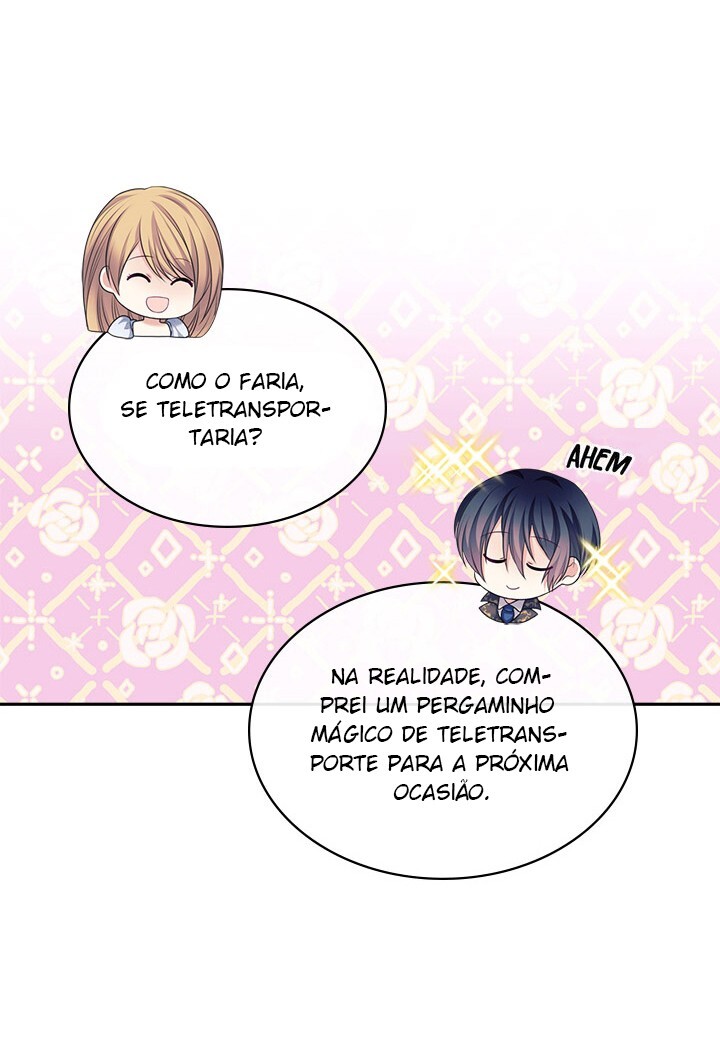 COMO O FARIA,
SE TELETRANSPOR-
TARIA?
AHEM
NA REALIDADE, COM-
PREI UM PERGAMINHO
MÁGICO DE TELETRANS-
PORTE PARA A PRÓXIMA
OCASIÃO.